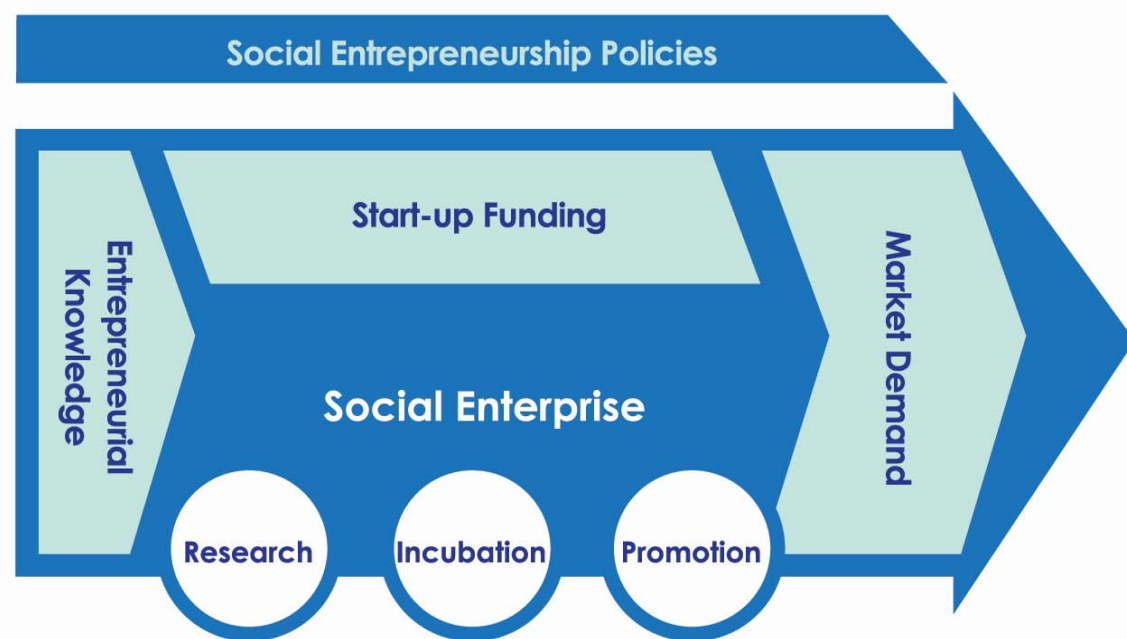 Social Entrepreneurship Policies
Entrepreneurial
Knowledge
Start-up Funding
Market Demand
Social Enterprise
Research
Incubation
Promotion